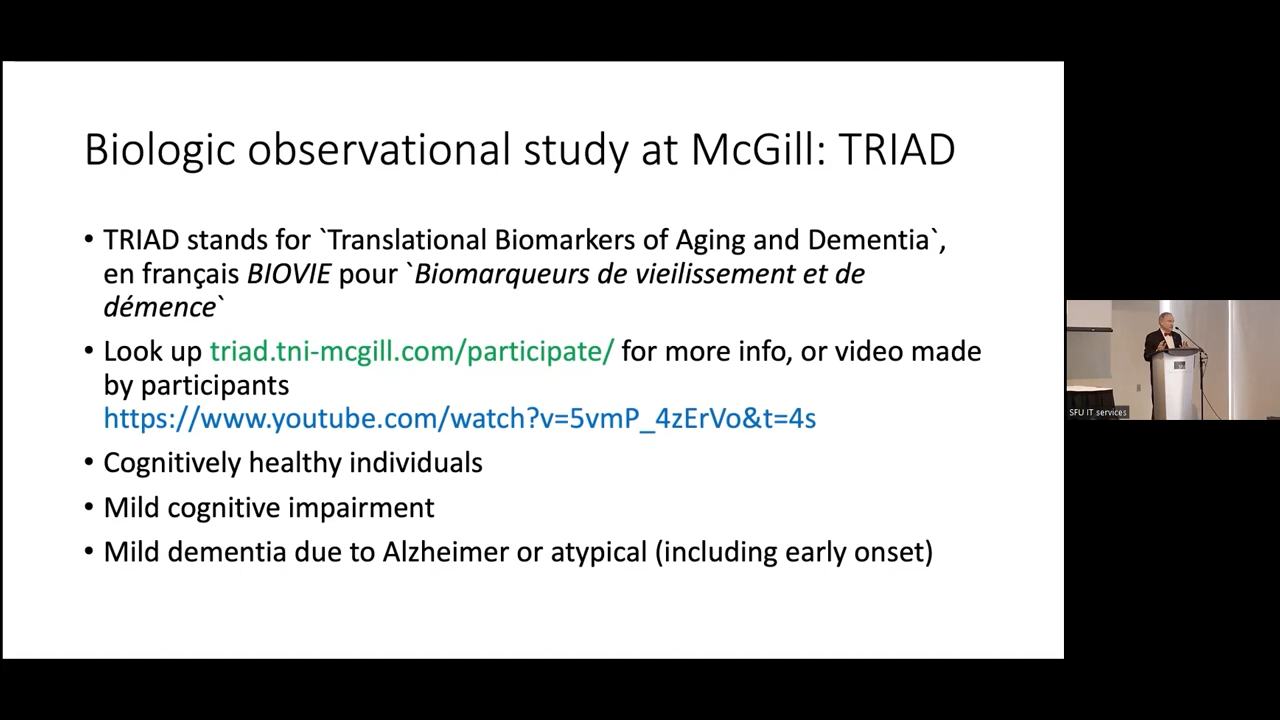 Biologic observational study at McGill: TRIAD
• TRIAD stands for `Translational Biomarkers of Aging and Dementia`,
en français BIOVIE pour `Biomarqueurs de vieilissement et de
démence`
• Look up triad.tni-mcgill.com/participate/ for more info, or video made
by participants
https://www.youtube.com/watch?v=5vmP_4zErVo&t=4s
• Cognitively healthy individuals
• Mild cognitive impairment
• Mild dementia due to Alzheimer or atypical (including early onset)
SFU IT services